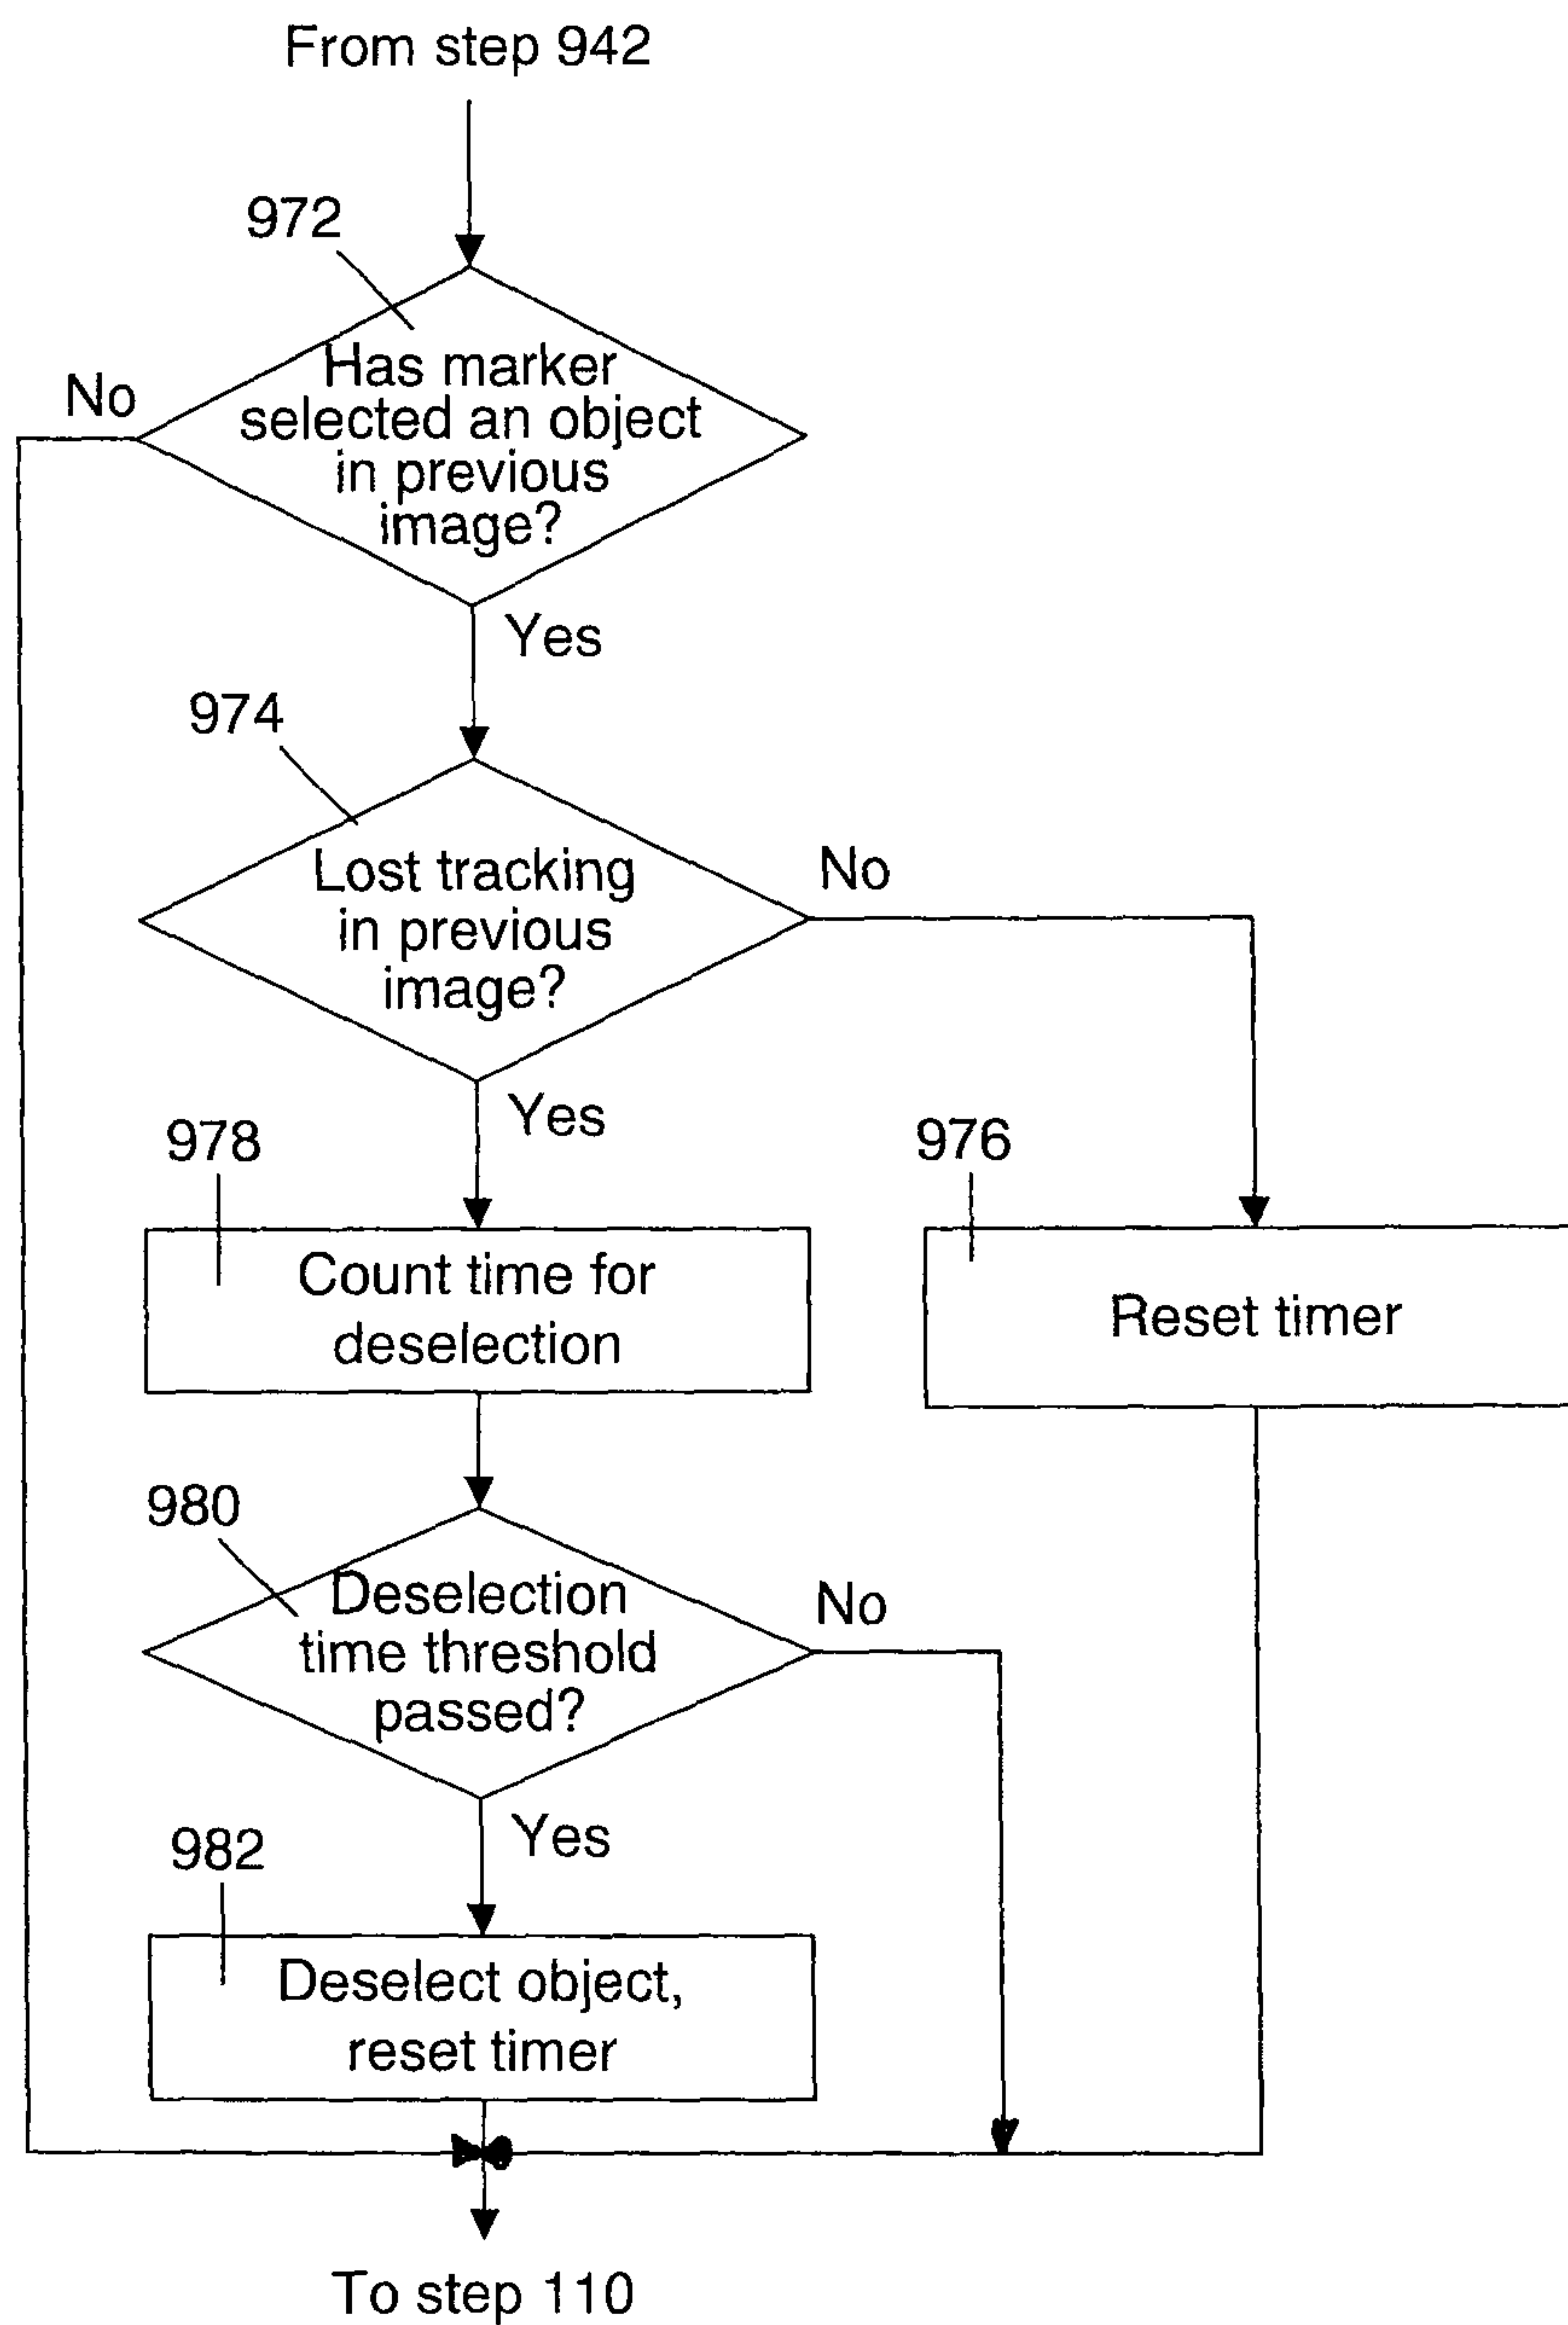 From step 942
972
Has marker
selected an object
in previous
image?
No
Yes
974
Lost tracking
in previous
image?
No
Yes
978
Count time for
deselection
976
Reset timer
980
Deselection
time threshold
passed?
No
Yes
982
Deselect object,
reset timer
To step 110